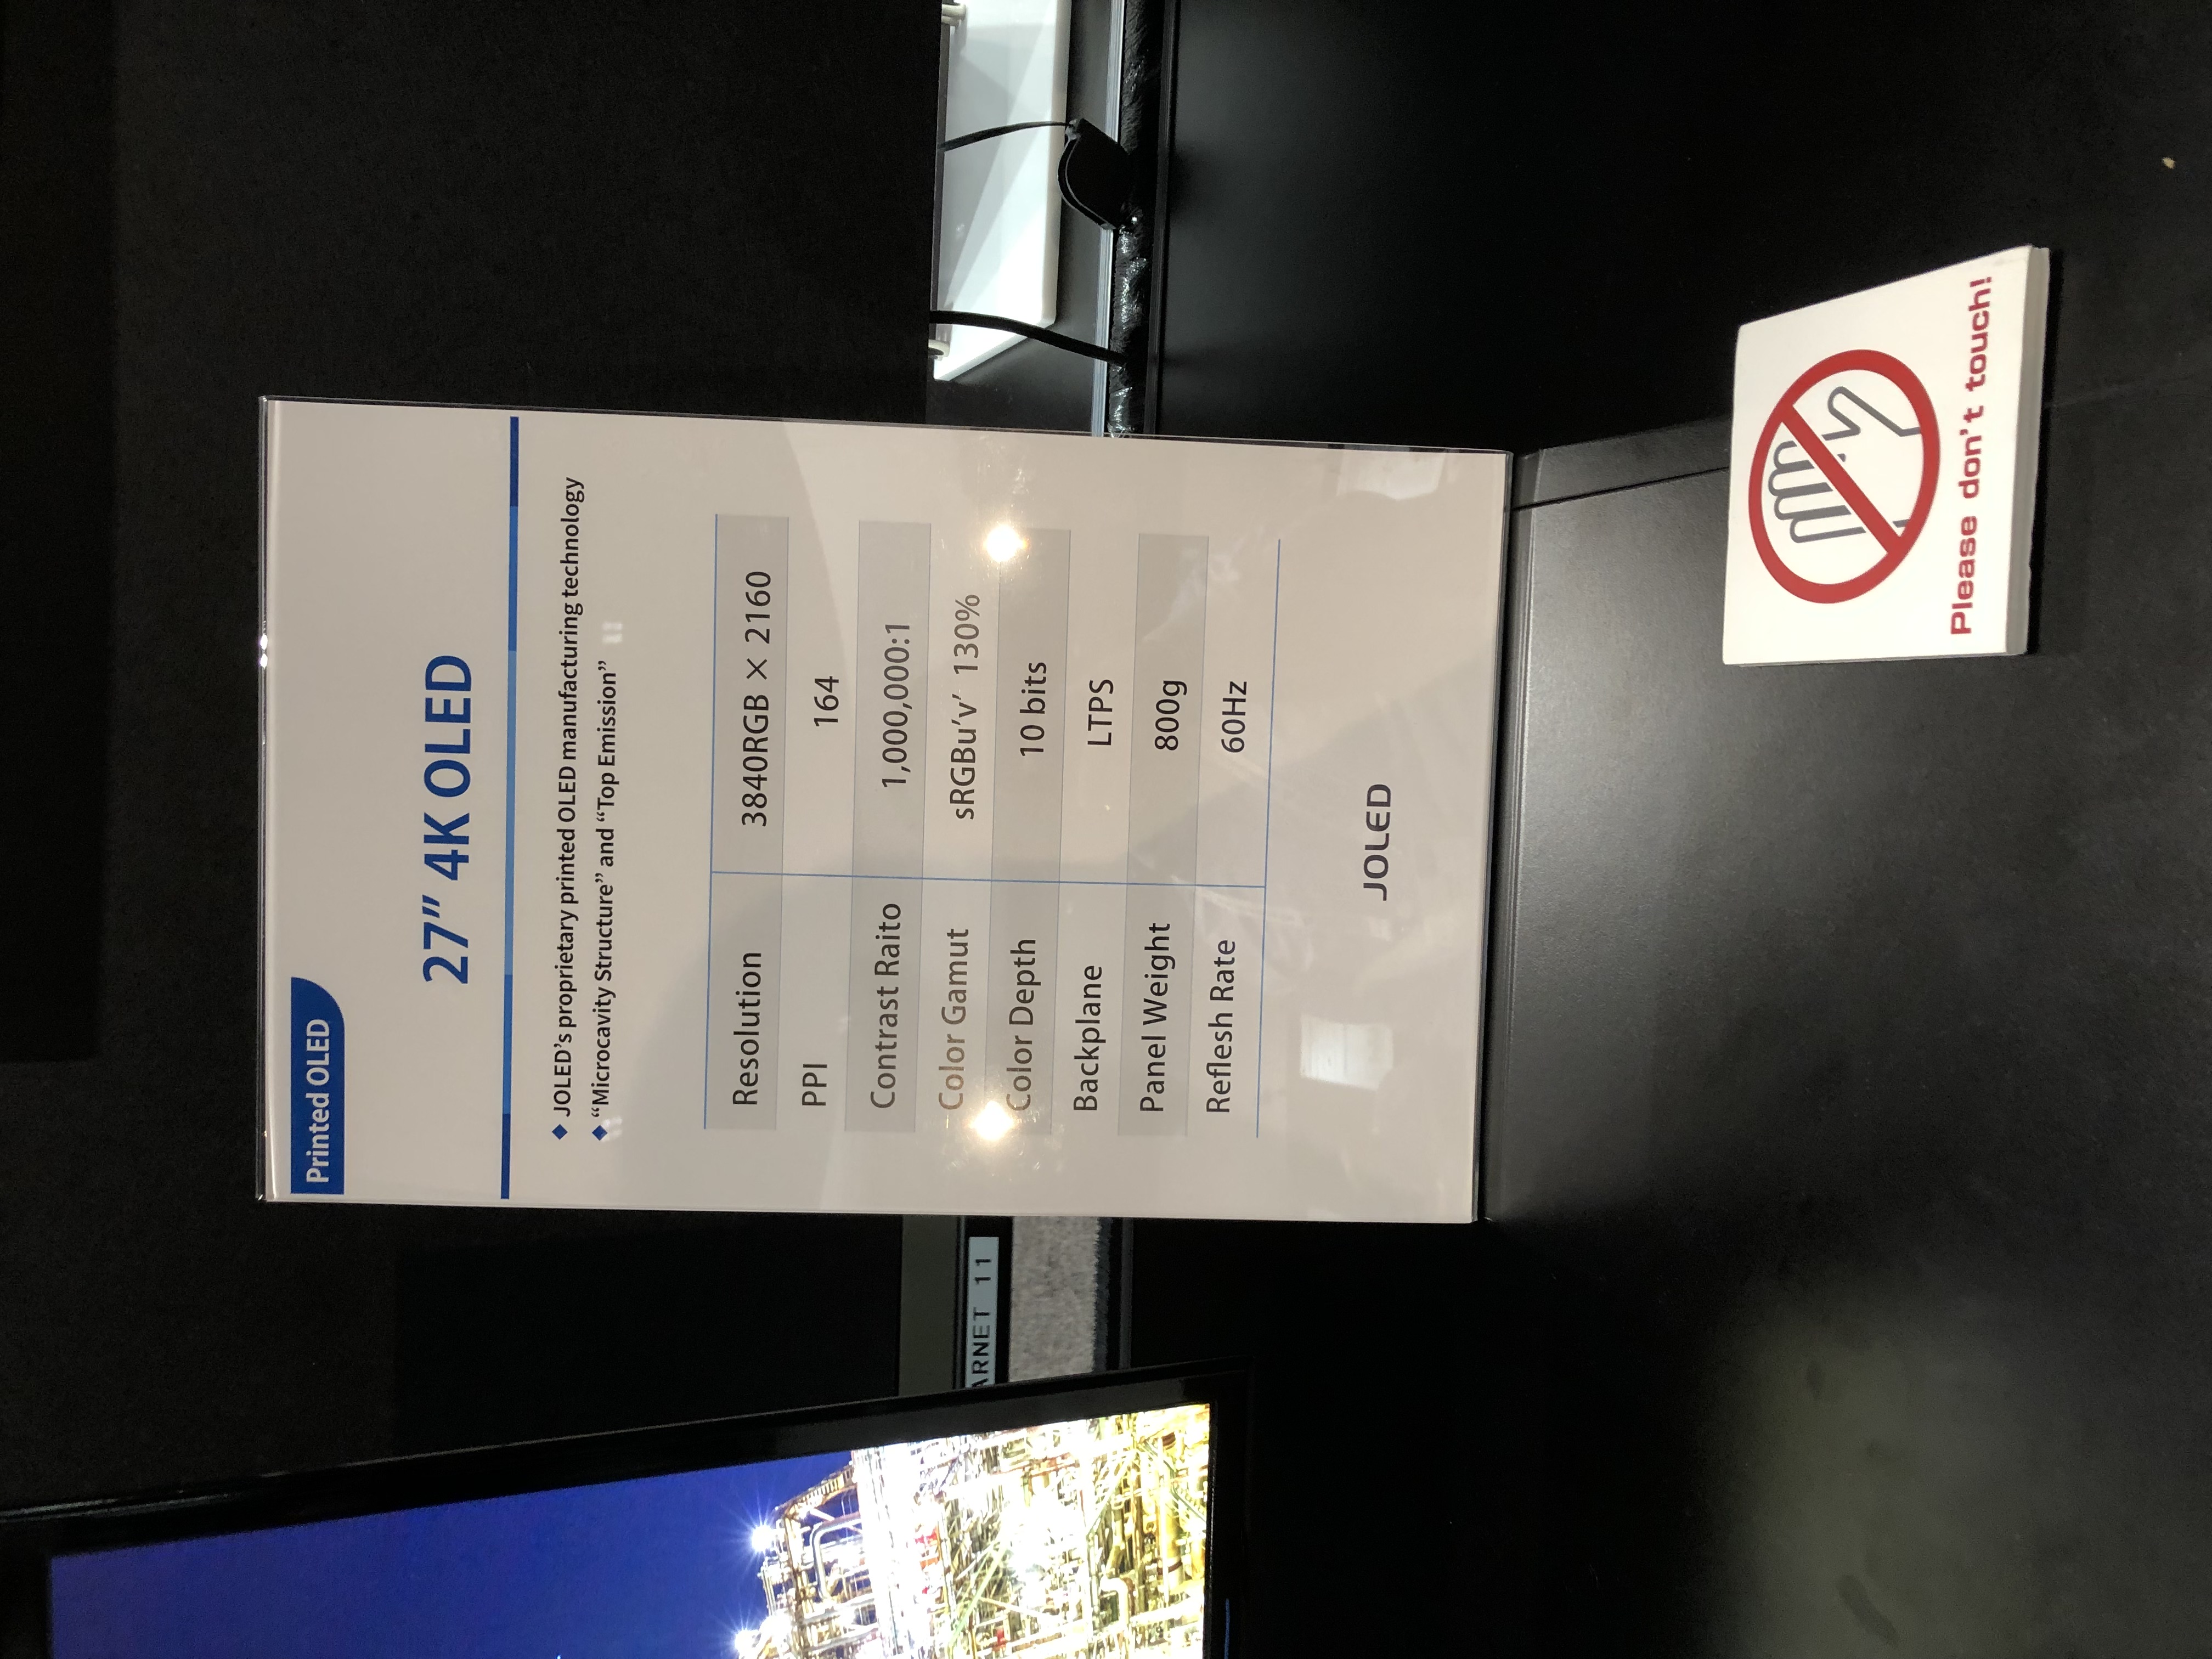 Printed OLED
27" 4K OLED
◆ JOLED's proprietary printed OLED manufacturing technology
◆ “Microcavity Structure” and “Top Emission”
Resolution 3840RGB × 2160
PPI 164
Contrast Raito 1,000,000:1
Color Gamut sRGBu'v' 130%
Color Depth 10 bits
Backplane LTPS
Panel Weight 800g
Reflesh Rate 60Hz
JOLED
ARNET 11
Please don't touch!